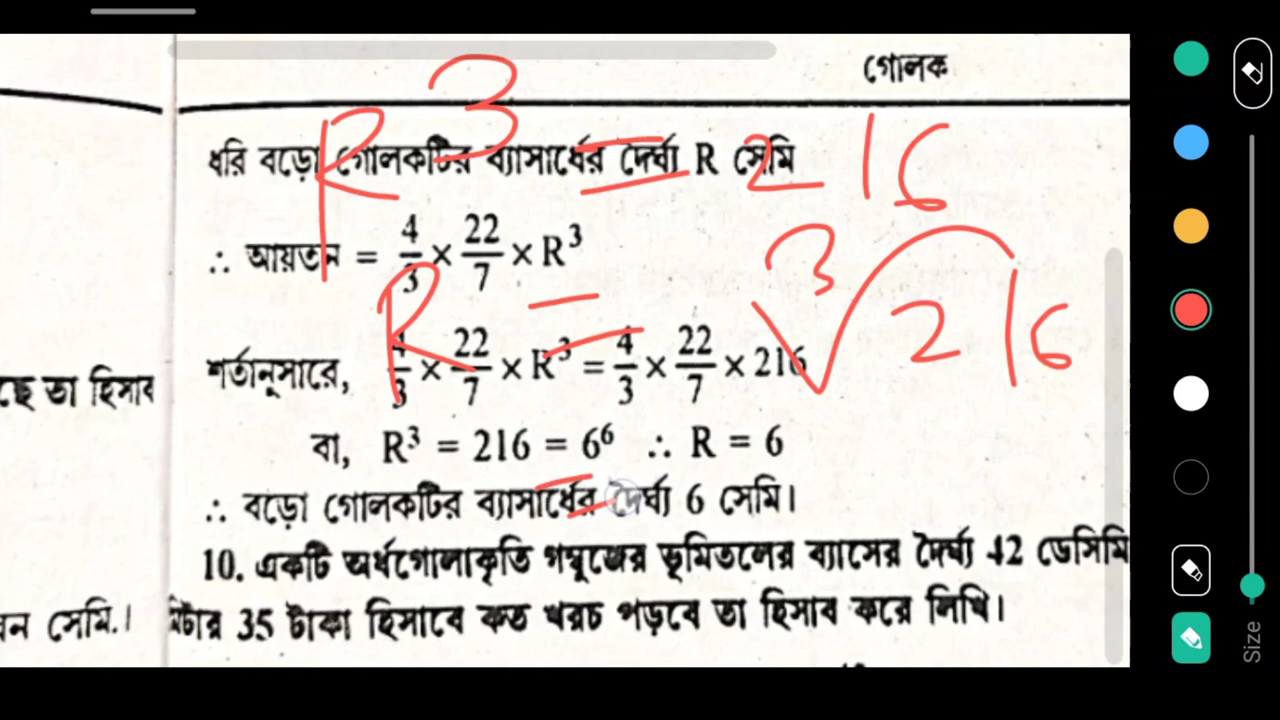 গোলক
ধরি বড়ো গোলকটির ব্যাসার্ধের দৈর্ঘ্য R সেমি
∴ আয়তন = 4/3 × 22/7 × R³
শর্তানুসারে, 4/3 × 22/7 × R³ = 4/3 × 22/7 × 216
বা, R³ = 216 = 6⁶ ∴ R = 6
∴ বড়ো গোলকটির ব্যাসার্ধের দৈর্ঘ্য 6 সেমি।
10. একটি অর্ধগোলাকৃতি গম্বুজের ভূমিতলের ব্যাসের দৈর্ঘ্য 42 ডেসিমি
মিটার 35 টাকা হিসাবে কত খরচ পড়বে তা হিসাব করে লিখি।
ছে তা হিসাব
ঘন সেমি.।
R³ = 216
R = ∛216
=
Size